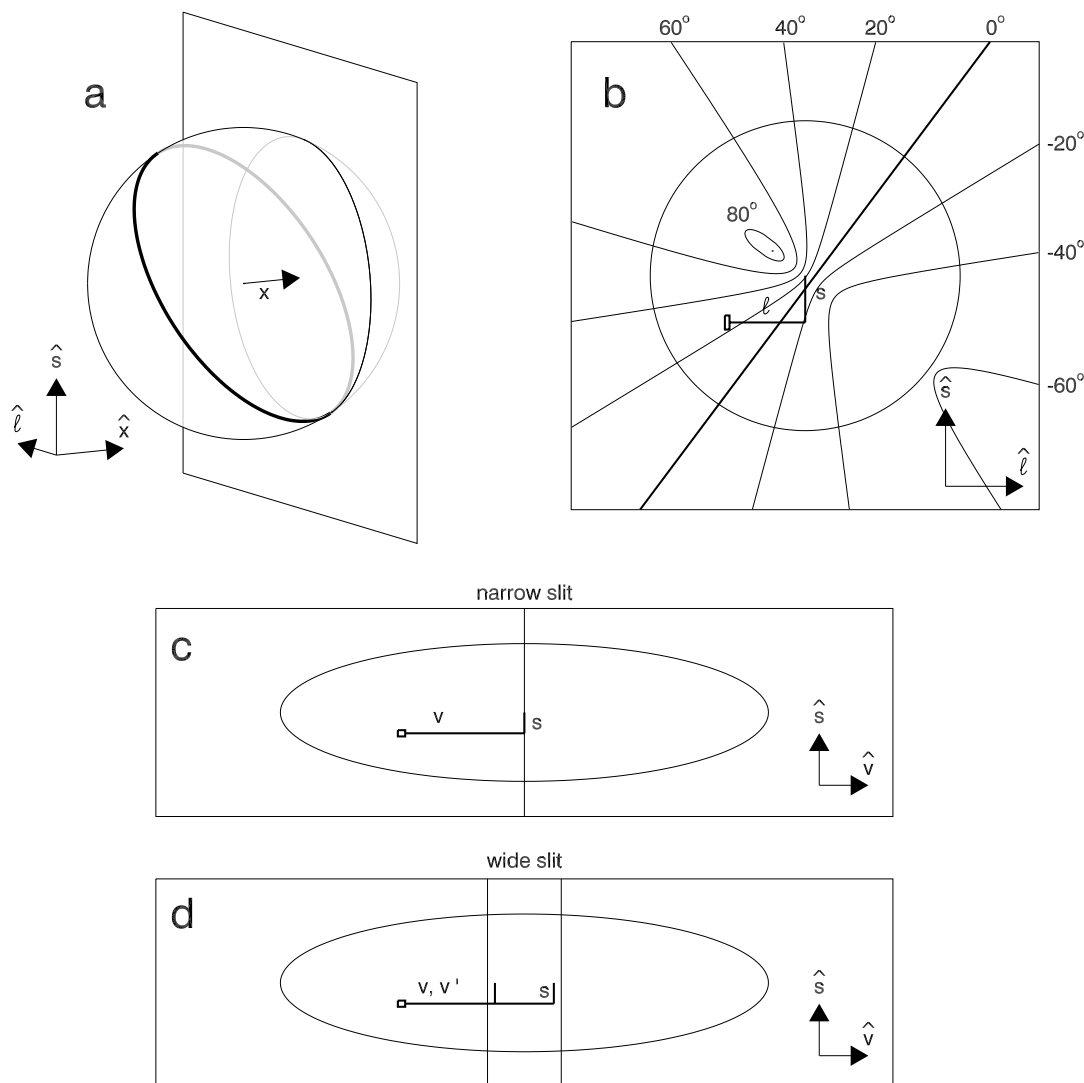 a
x
ŝ
ℓ̂
x̂
60° 40° 20° 0°
b
-20°
80°
-40°
s
ℓ
-60°
ŝ
ℓ̂
narrow slit
c
v
s
ŝ
v̂
wide slit
d
v, v '
s
ŝ
v̂